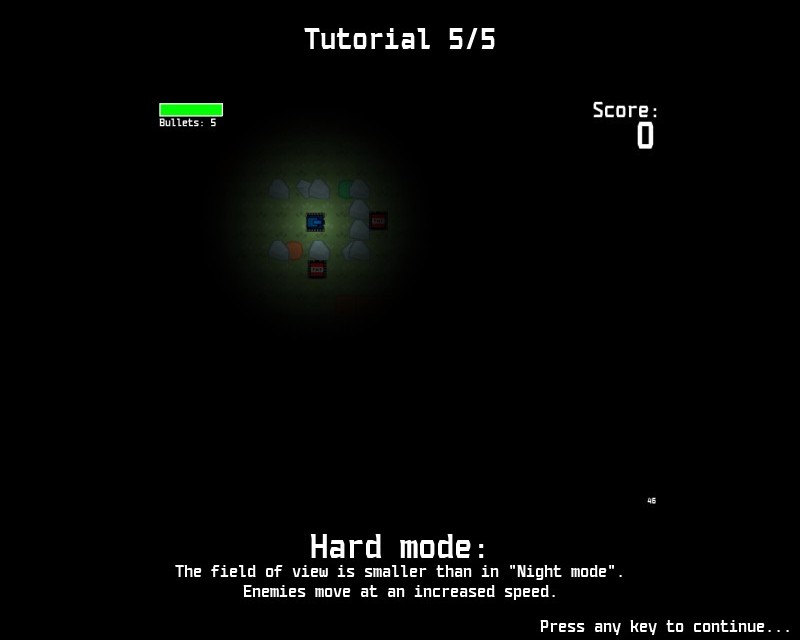 Tutorial 5/5
Bullets: 5
Score:
0
46
Hard mode:
The field of view is smaller than in "Night mode".
Enemies move at an increased speed.
Press any key to continue...